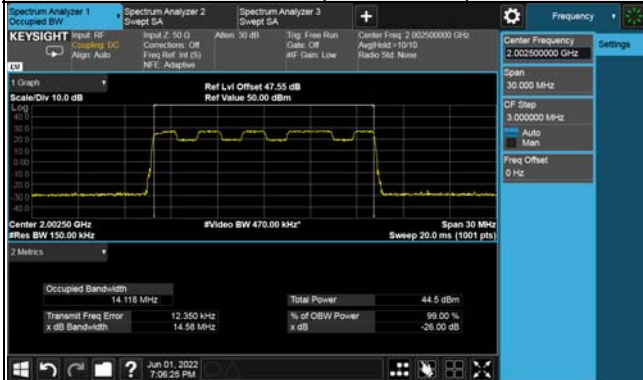 Spectrum Analyzer 1
Occupied BW
Spectrum Analyzer 2
Swept SA
Spectrum Analyzer 3
Swept SA
+
Frequency
KEYSIGHT
Input: RF
Coupling: DC
Align: Auto
Input Z: 50 Ω
Corrections: Off
Freq Ref: Int (S)
NFE: Adaptive
Atten: 30 dB
Trig: Free Run
Gate: Off
#IF Gain: Low
Center Freq: 2.002500000 GHz
Avg|Hold:>10/10
Radio Std: None
Center Frequency
2.002500000 GHz
Settings
Span
30.000 MHz
CF Step
3.000000 MHz
Auto
Man
Freq Offset
0 Hz
1 Graph
Scale/Div 10.0 dB
Ref Lvl Offset 47.55 dB
Ref Value 50.00 dBm
Log
40.0
30.0
20.0
10.0
0.00
-10.0
-20.0
-30.0
-40.0
Center 2.00250 GHz
#Res BW 150.00 kHz
#Video BW 470.00 kHz*
Span 30 MHz
Sweep 20.0 ms (1001 pts)
2 Metrics
Occupied Bandwidth
14.118 MHz
Total Power
44.5 dBm
Transmit Freq Error
12.350 kHz
% of OBW Power
99.00 %
x dB Bandwidth
14.58 MHz
x dB
-26.00 dB
?
Jun 01, 2022
7:06:25 PM